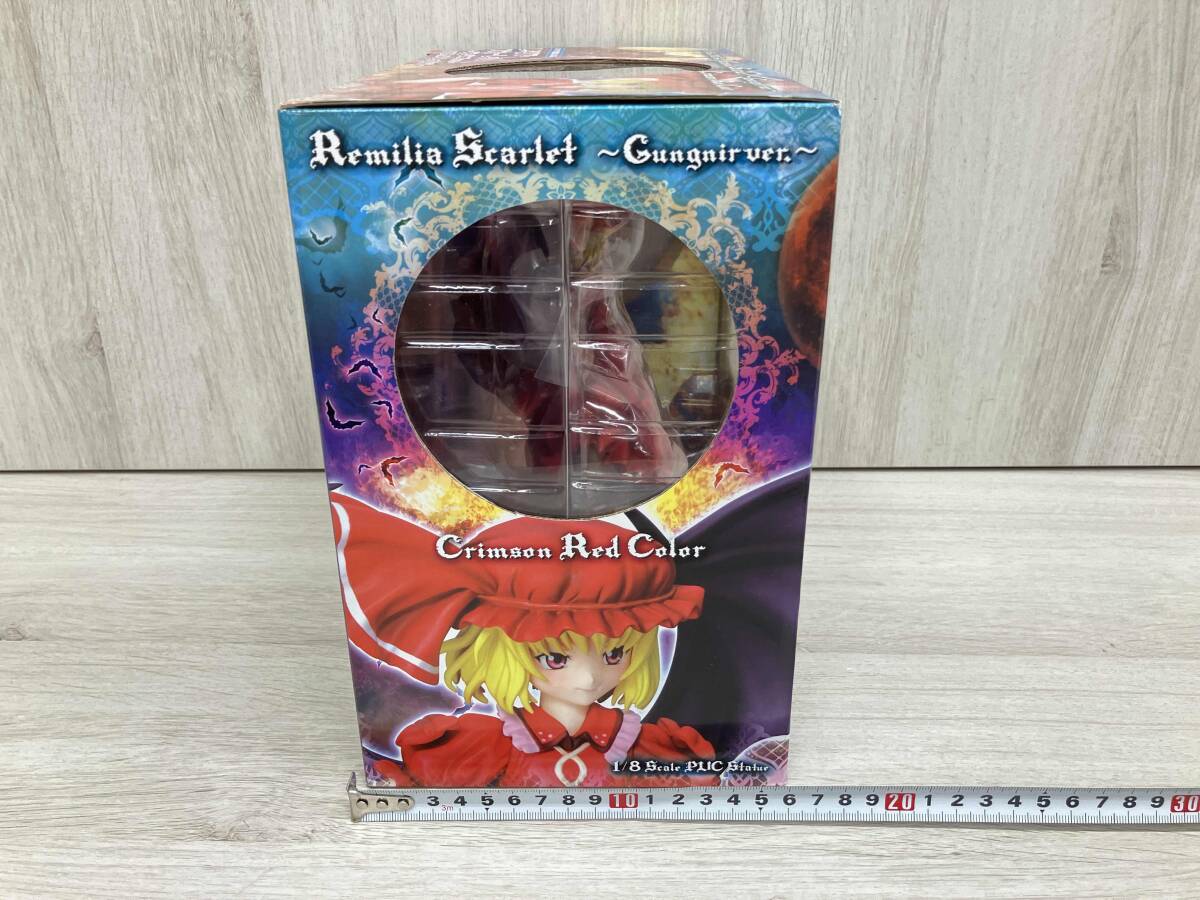 Remilia Scarlet ~Gungnir ver.~
Crimson Red Color
1/8 Scale PVC Statue
3 4 5 6 7 8 9 10 1 2 3 4 5 6 7 8 9 20 1 2 3 4 5 6 7 8 9 30
3m